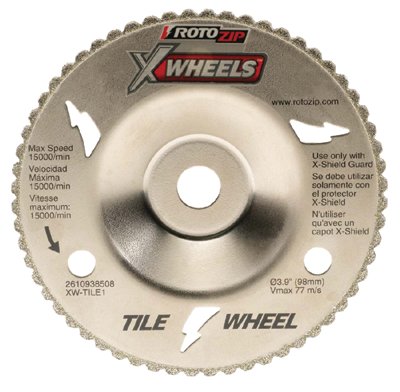 ROTOZIP
X WHEELS
www.rotozip.com
Max Speed
15000/min
Velocidad
Máxima
15000/min
Vitesse
maximum:
15000/min
Use only with
X-Shield Guard
Se debe utilizar
solamente con
el protector
X-Shield
N'utiliser
qu'avec un
capot X-Shield
2610938508
XW-TILE1
Ø3.9" (98mm)
Vmax 77 m/s
TILE WHEEL